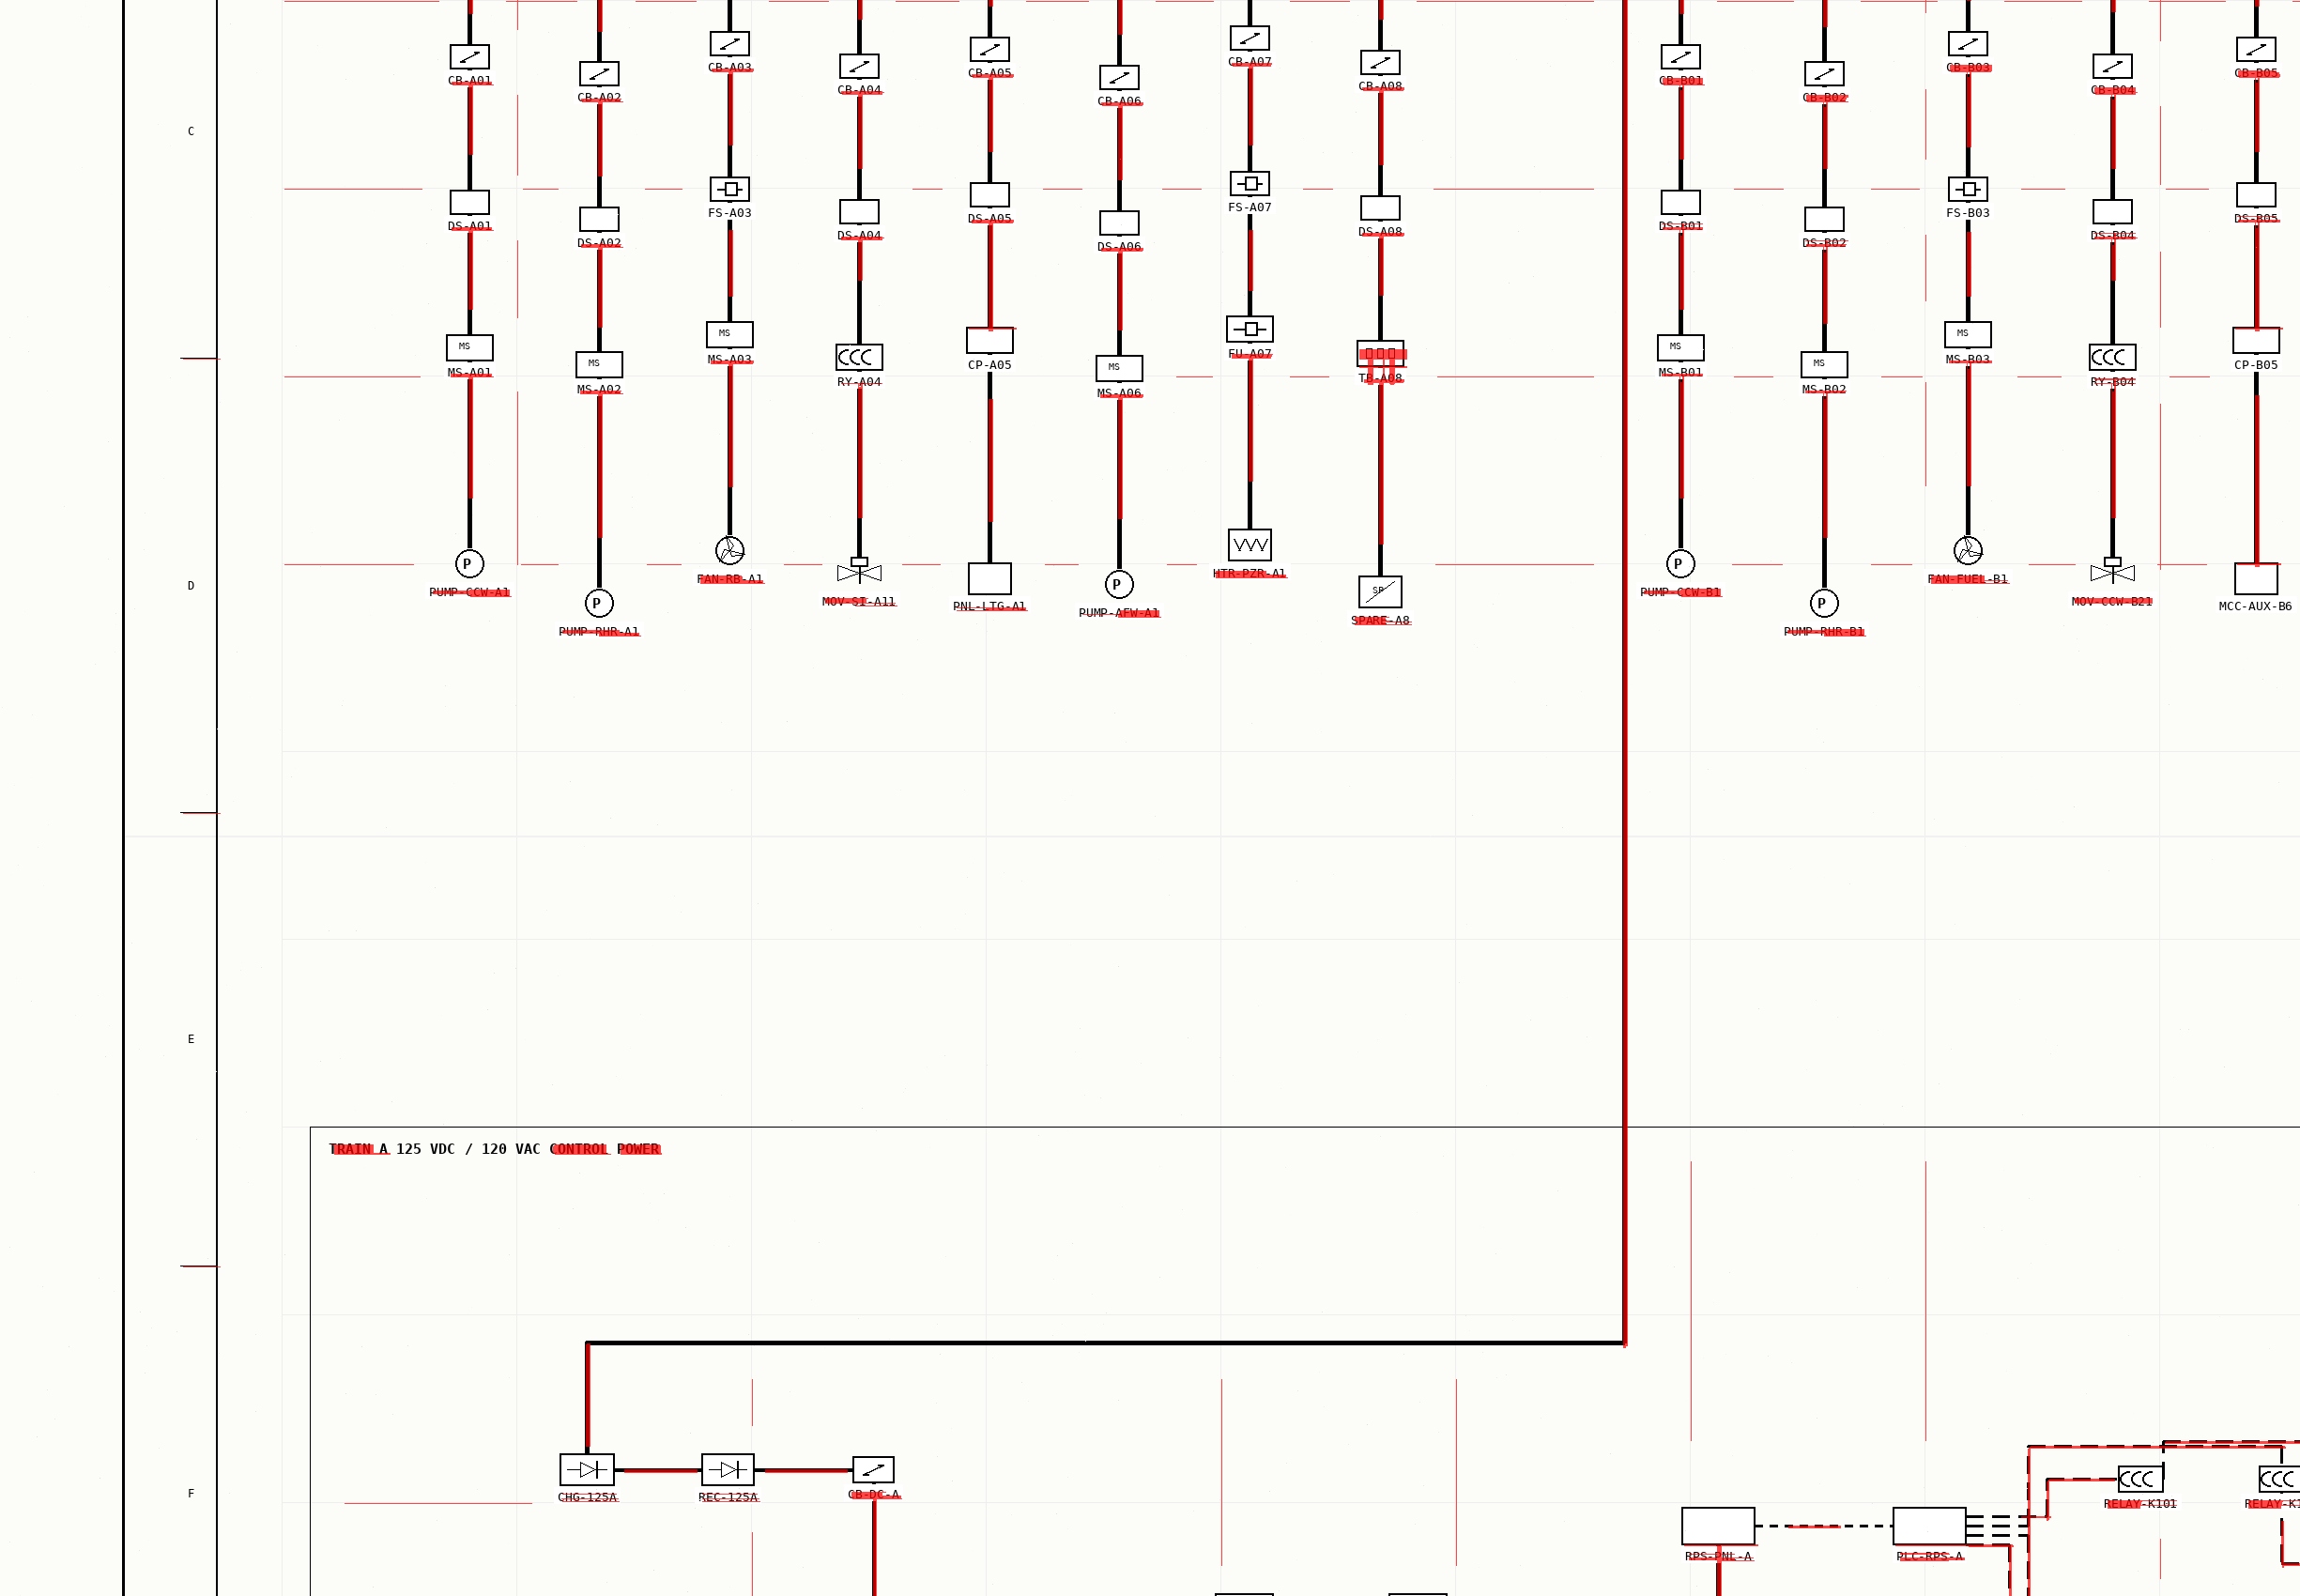 CB-A07
CB-A03 CB-B03
CB-A05 CB-B05
CB-A01 CB-B01
CB-A08
CB-A04 CB-B04
CB-A02 CB-B02
CB-A06
C
FS-A07
FS-A03 FS-B03
DS-A05 DS-B05
DS-A01 DS-B01
DS-A08
DS-A04 DS-B04
DS-A02 DS-B02
DS-A06
MS MS
MS MS
FU-A07
MS-A03 MS-B03
MS MS
CP-A05 CP-B05
MS
MS-A01 MS-B01
TB-A08
RY-A04 RY-B04
MS-A02 MS-B02
MS-A06
P P
HTR-PZR-A1
FAN-RB-A1 FAN-FUEL-B1
D
P
SP
PUMP-CCW-A1 PUMP-CCW-B1
MOV-SI-A11 MOV-CCW-B21
P P
PNL-LTG-A1 MCC-AUX-B6
PUMP-AFW-A1
SPARE-A8
PUMP-RHR-A1 PUMP-RHR-B1
E
TRAIN A 125 VDC / 120 VAC CONTROL POWER
F
CHG-125A REC-125A CB-DC-A
RELAY-K101 RELAY-K1
RPS-PNL-A PLC-RPS-A